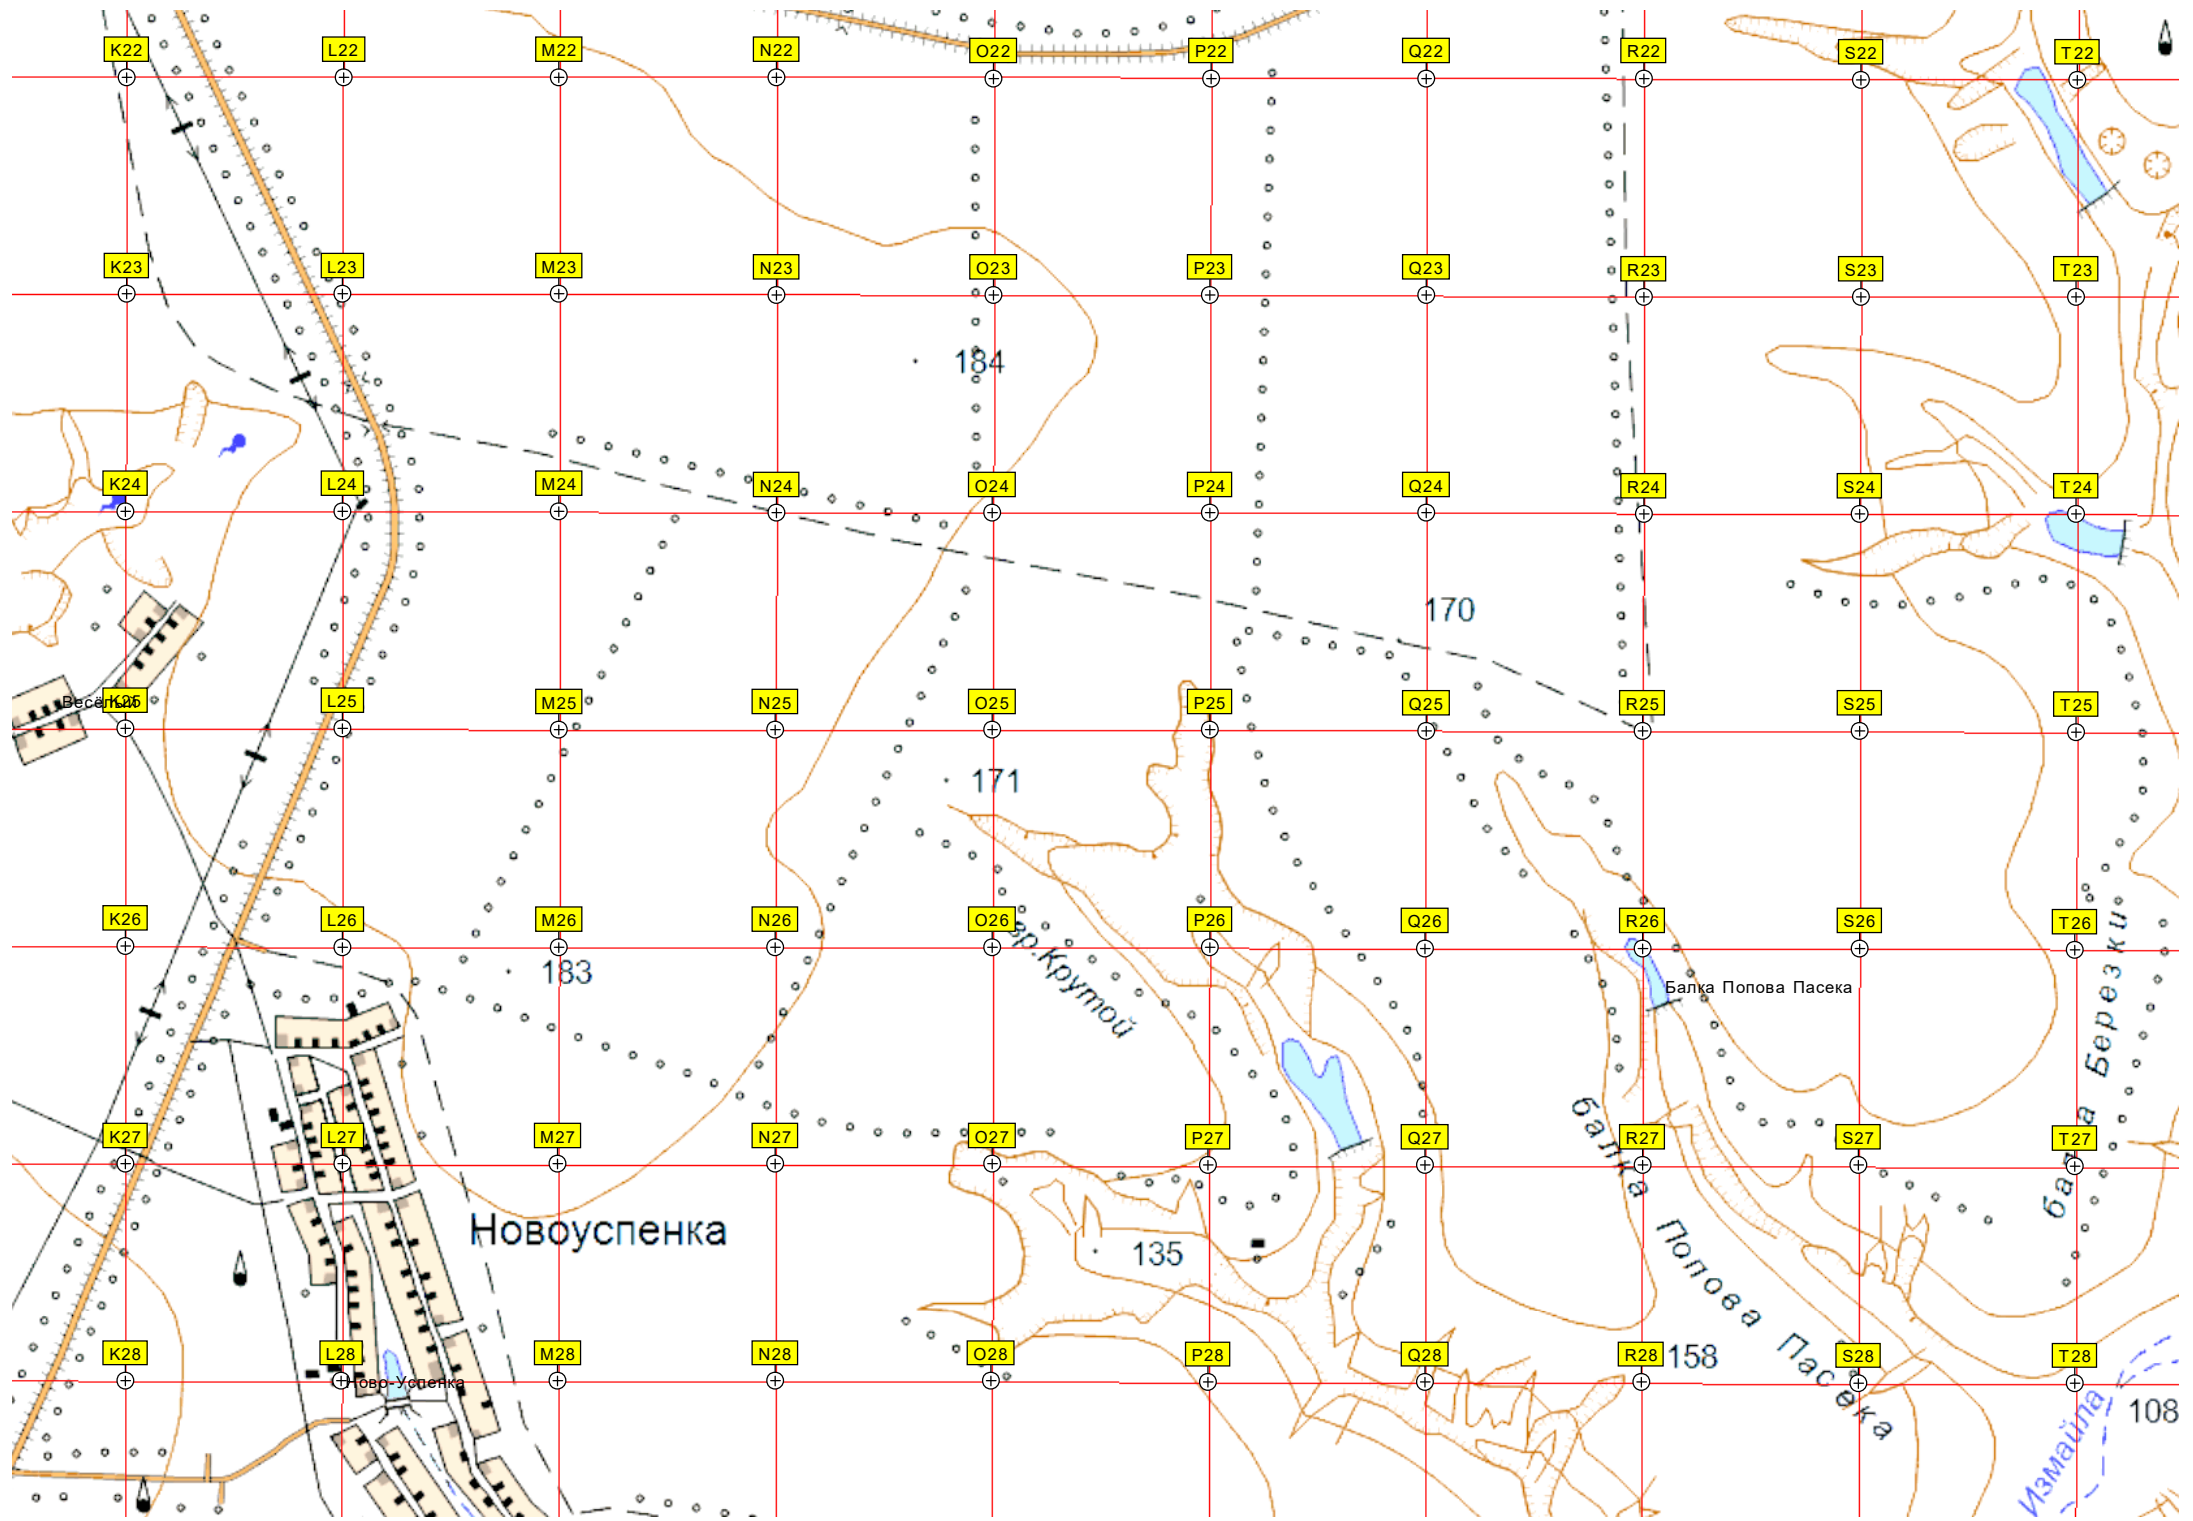 K22 L22 M22 N22 O22 P22 Q22 R22 S22 T22
K23 L23 M23 N23 O23 P23 Q23 R23 S23 T23
184
K24 L24 M24 N24 O24 P24 Q24 R24 S24 T24
170
Весёлый
K25 L25 M25 N25 O25 P25 Q25 R25 S25 T25
171
K26 L26 M26 N26 O26 P26 Q26 R26 S26 T26
183
вр.Крутой
Балка Попова Пасека
балка Березки
K27 L27 M27 N27 O27 P27 Q27 R27 S27 T27
балка Попова Пасека
Новоуспенка
135
K28 L28 M28 N28 O28 P28 Q28 R28 S28 T28
158
Ново-Успенка
108
Измайла